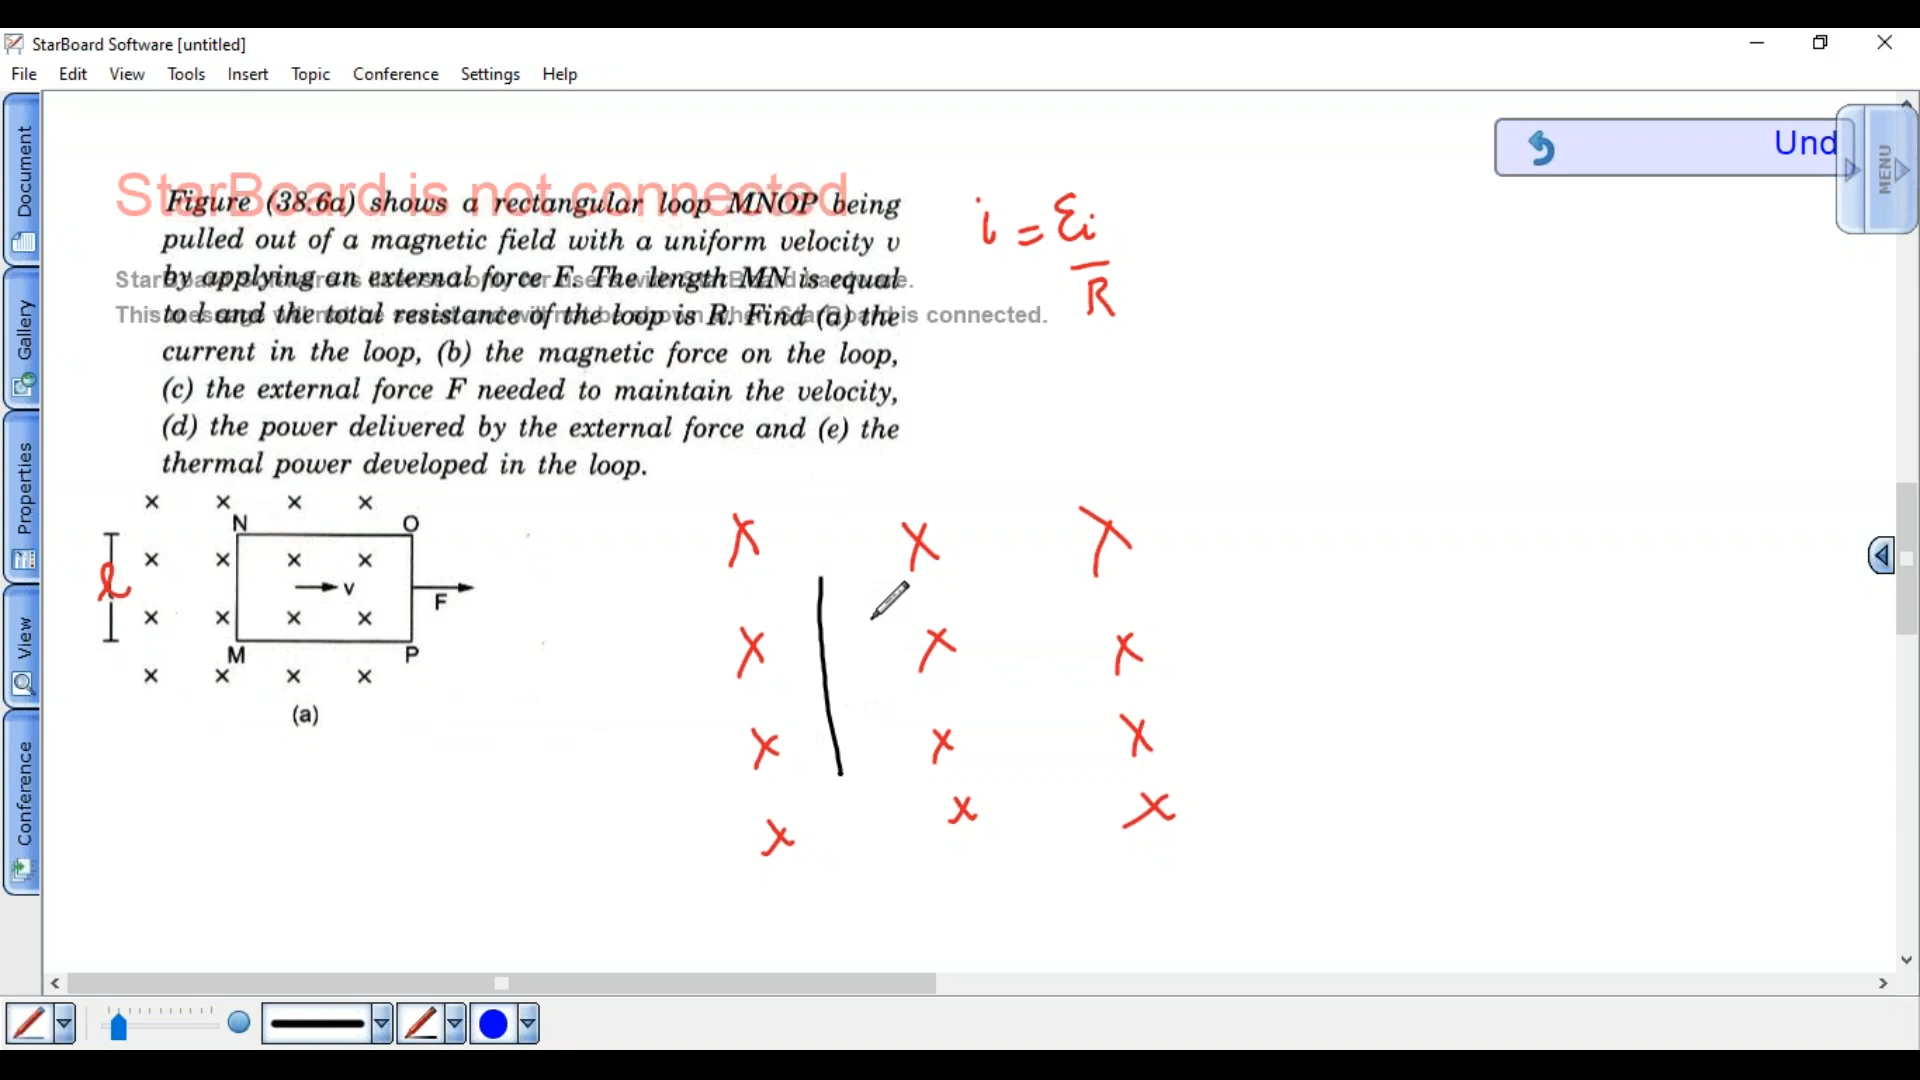 StarBoard Software [untitled]
File Edit View Tools Insert Topic Conference Settings Help
Und
MENU
Document
Gallery
Properties
View
Conference
StarBoard is not connected
Figure (38.6a) shows a rectangular loop MNOP being
pulled out of a magnetic field with a uniform velocity v
by applying an external force F. The length MN is equal
to l and the total resistance of the loop is R. Find (a) the
is connected.
current in the loop, (b) the magnetic force on the loop,
(c) the external force F needed to maintain the velocity,
(d) the power delivered by the external force and (e) the
thermal power developed in the loop.
i = εi
R
× × × ×
N O
× × × ×
l
v
F
× × × ×
M P
× × × ×
(a)
x x x
x x x
x x x
x x x